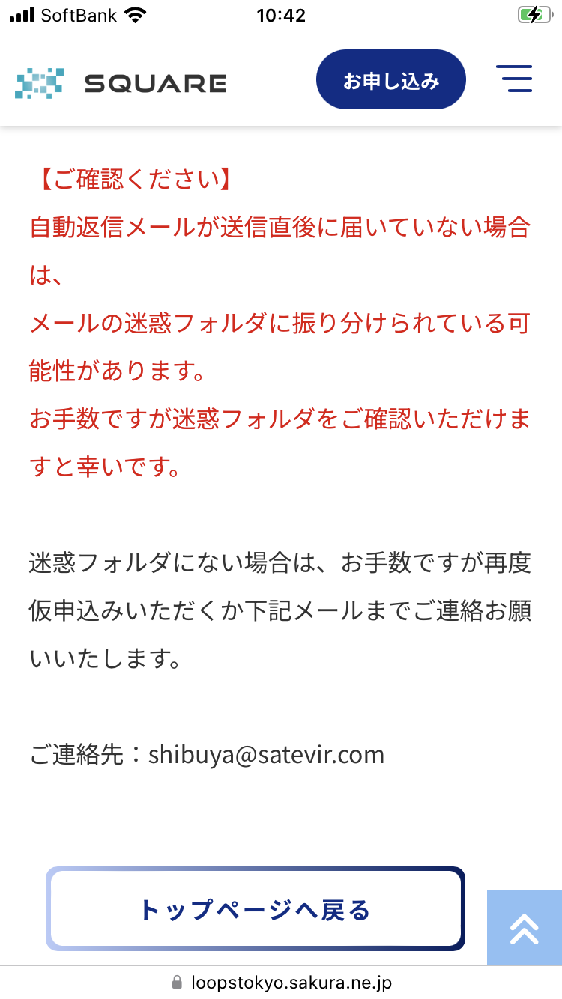 SoftBank 10:42
SQUARE お申し込み
【ご確認ください】
自動返信メールが送信直後に届いていない場合
は、
メールの迷惑フォルダに振り分けられている可
能性があります。
お手数ですが迷惑フォルダをご確認いただけま
すと幸いです。
迷惑フォルダにない場合は、お手数ですが再度
仮申込みいただくか下記メールまでご連絡お願
いいたします。
ご連絡先：shibuya@satevir.com
トップページへ戻る
loopstokyo.sakura.ne.jp